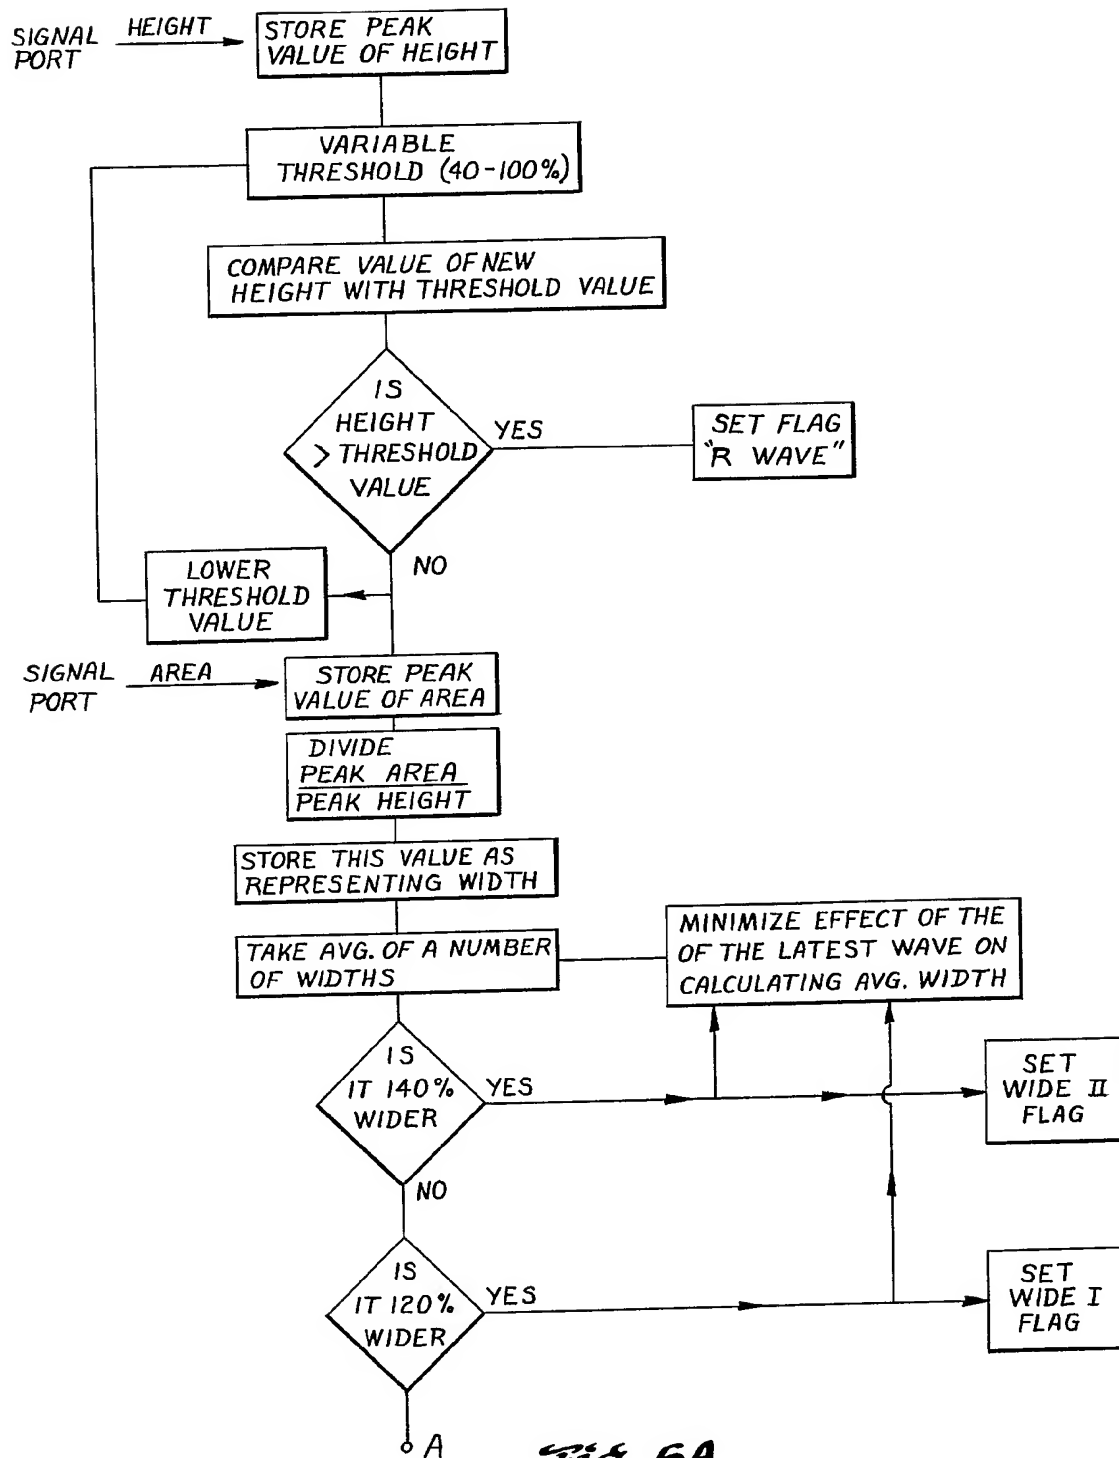 SIGNAL PORT
HEIGHT
STORE PEAK
VALUE OF HEIGHT
VARIABLE
THRESHOLD (40-100%)
COMPARE VALUE OF NEW
HEIGHT WITH THRESHOLD VALUE
IS
HEIGHT
> THRESHOLD
VALUE
YES
SET FLAG
"R WAVE"
NO
LOWER
THRESHOLD
VALUE
SIGNAL
PORT
AREA
STORE PEAK
VALUE OF AREA
DIVIDE
PEAK AREA
PEAK HEIGHT
STORE THIS VALUE AS
REPRESENTING WIDTH
TAKE AVG. OF A NUMBER
OF WIDTHS
MINIMIZE EFFECT OF THE
OF THE LATEST WAVE ON
CALCULATING AVG. WIDTH
IS
IT 140%
WIDER
YES
SET
WIDE II
FLAG
NO
IS
IT 120%
WIDER
YES
SET
WIDE I
FLAG
A
Fig. 6A